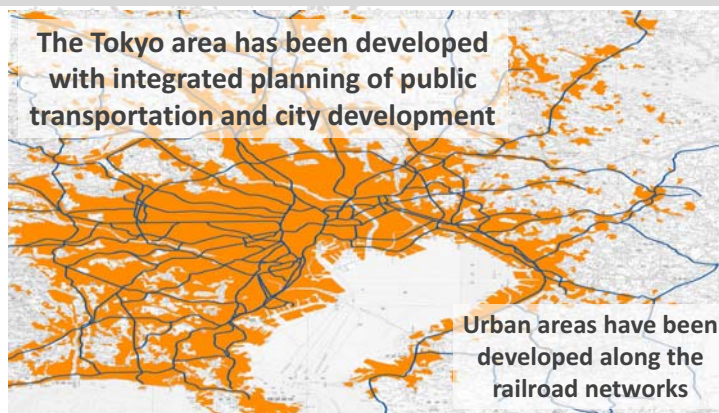 The Tokyo area has been developed
with integrated planning of public
transportation and city development
Urban areas have been
developed along the
railroad networks